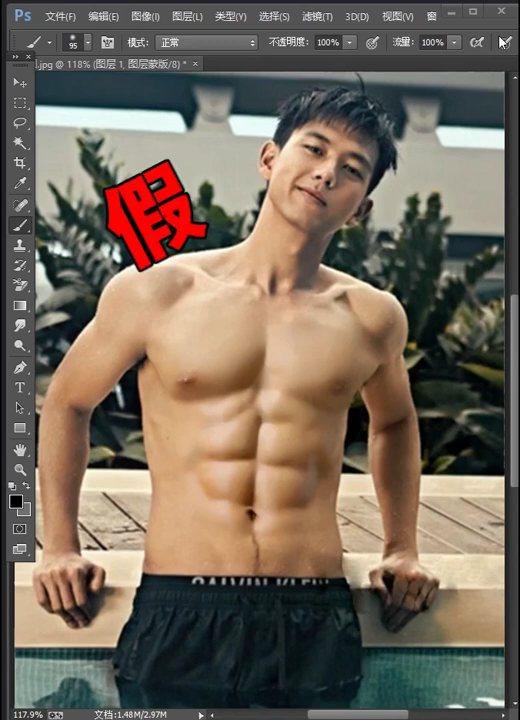 Ps 文件(F) 编辑(E) 图像(I) 图层(L) 类型(Y) 选择(S) 滤镜(T) 3D(D) 视图(V) 窗
95 模式: 正常 不透明度: 100% 流量: 100%
l.jpg @ 118% (图层 1, 图层蒙版/8) * ×
假
CALVIN KLEIN
117.9% 文档:1.48M/2.97M